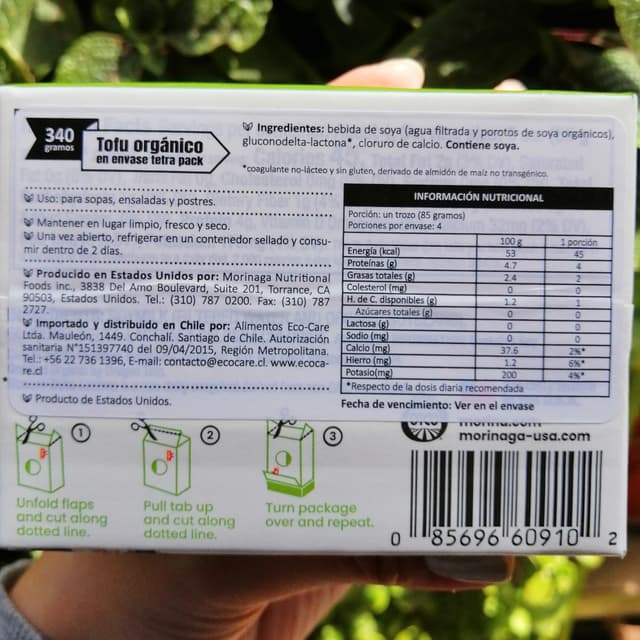 340
gramos
Tofu orgánico
en envase tetra pack
Ingredientes: bebida de soya (agua filtrada y porotos de soya orgánicos),
gluconodelta-lactona*, cloruro de calcio. Contiene soya.
*coagulante no-lácteo y sin gluten, derivado de almidón de maíz no transgénico.
Uso: para sopas, ensaladas y postres.
Mantener en lugar limpio, fresco y seco.
Una vez abierto, refrigerar en un contenedor sellado y consu-
mir dentro de 2 días.
Producido en Estados Unidos por: Morinaga Nutritional
Foods inc., 3838 Del Amo Boulevard, Suite 201, Torrance, CA
90503, Estados Unidos. Tel.: (310) 787 0200. Fax: (310) 787
2727.
Importado y distribuido en Chile por: Alimentos Eco-Care
Ltda. Mauleón, 1449. Conchalí. Santiago de Chile. Autorización
sanitaria N°151397740 del 09/04/2015, Región Metropolitana.
Tel.: +56 22 736 1396, E-mail: contacto@ecocare.cl. www.ecoca-
re.cl
Producto de Estados Unidos.
INFORMACIÓN NUTRICIONAL
Porción: un trozo (85 gramos)
Porciones por envase: 4
100 g 1 porción
Energía (kcal) 53 45
Proteínas (g) 4.7 4
Grasas totales (g) 2.4 2
Colesterol (mg) 0 0
H. de C. disponibles (g) 1.2 1
Azúcares totales (g) 0 0
Lactosa (g) 0 0
Sodio (mg) 0 0
Calcio (mg) 37.6 2%*
Hierro (mg) 1.2 6%*
Potasio(mg) 200 4%*
*Respecto de la dosis diaria recomendada
Fecha de vencimiento: Ver en el envase
morinaga-usa.com
1
Unfold flaps
and cut along
dotted line.
2
Pull tab up
and cut along
dotted line.
3
Turn package
over and repeat.
0 85696 60910 2